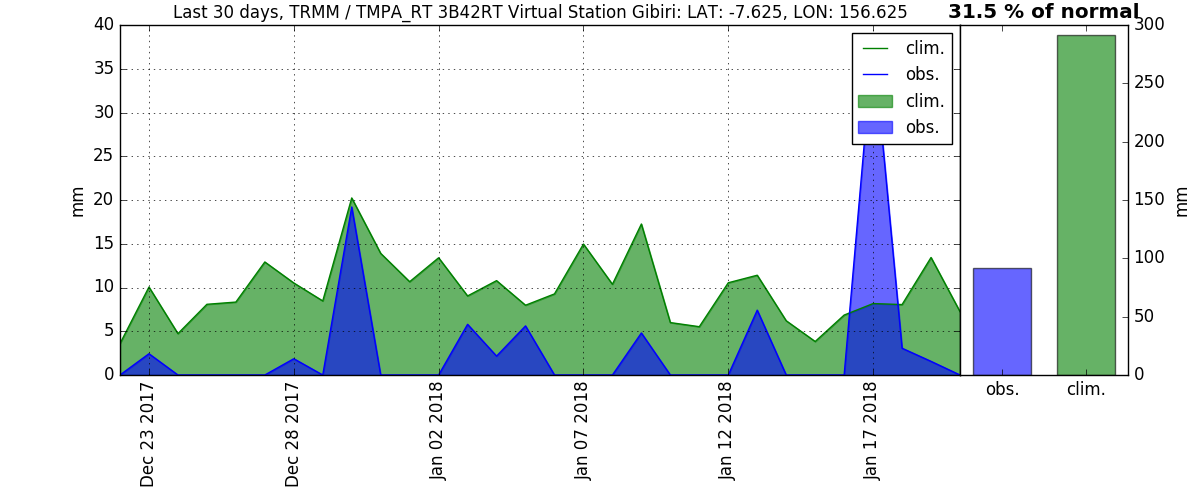 Last 30 days, TRMM / TMPA_RT 3B42RT Virtual Station Gibiri: LAT: -7.625, LON: 156.625
31.5 % of normal
40
35
30
25
20
15
10
5
0
mm
clim.
obs.
clim.
obs.
300
250
200
150
100
50
0
mm
Dec 23 2017
Dec 28 2017
Jan 02 2018
Jan 07 2018
Jan 12 2018
Jan 17 2018
obs.
clim.